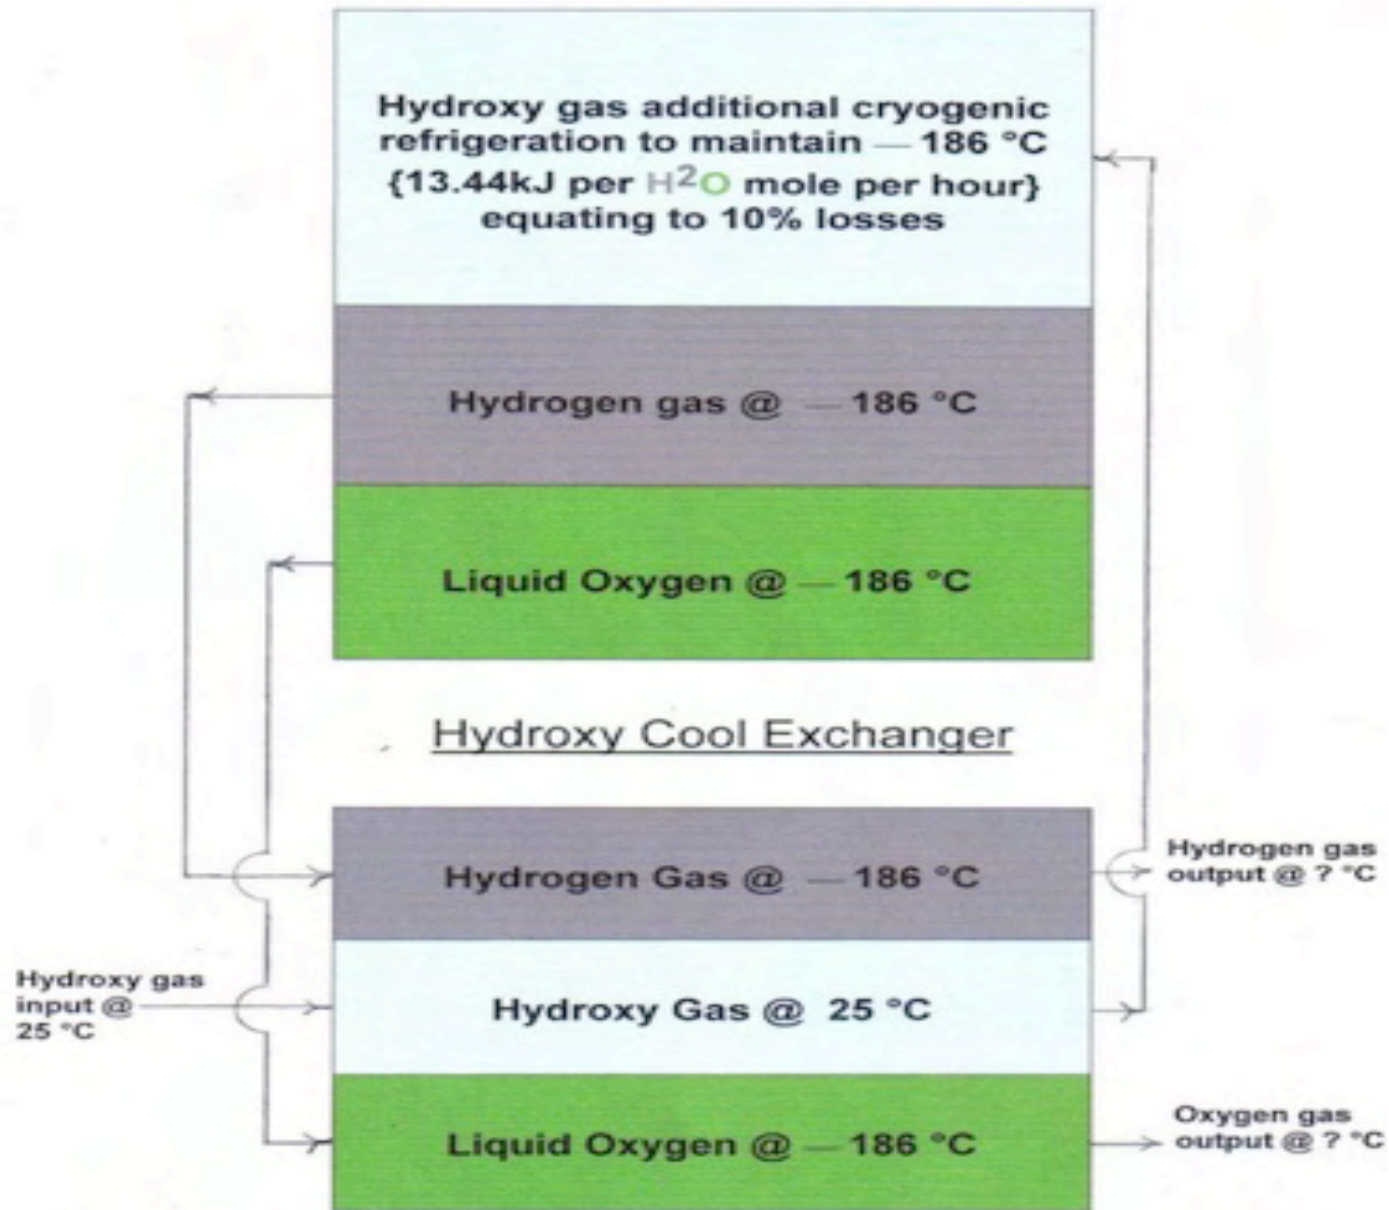 Hydroxy gas additional cryogenic
refrigeration to maintain — 186 °C
{13.44kJ per H²O mole per hour}
equating to 10% losses
Hydrogen gas @ — 186 °C
Liquid Oxygen @ — 186 °C
Hydroxy Cool Exchanger
Hydrogen Gas @ — 186 °C
Hydrogen gas
output @ ? °C
Hydroxy gas
input @
25 °C
Hydroxy Gas @ 25 °C
Liquid Oxygen @ — 186 °C
Oxygen gas
output @ ? °C